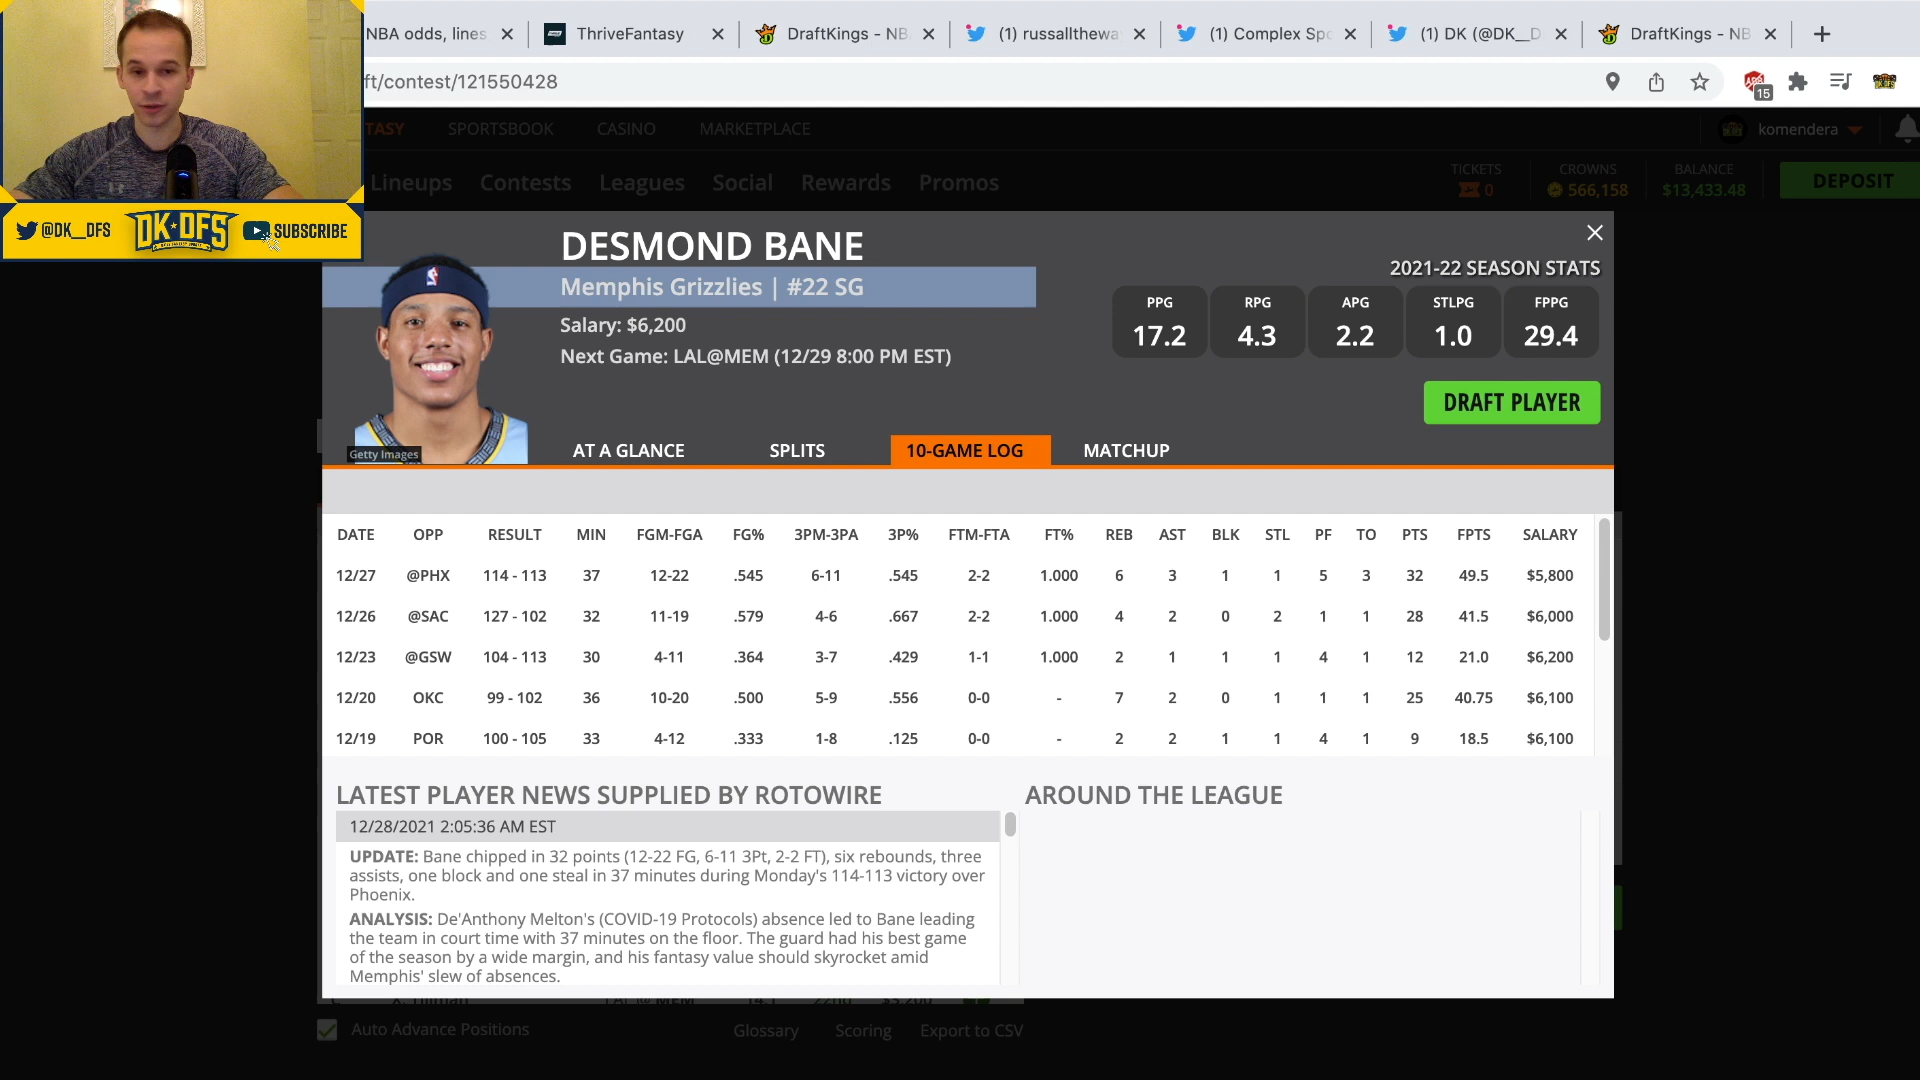 NBA odds, lines
ThriveFantasy
DraftKings - NB
(1) russallthewa
(1) Complex Spo
(1) DK (@DK__D
DraftKings - NB
ft/contest/121550428
15
TASY
SPORTSBOOK
CASINO
MARKETPLACE
komendera
Lineups
Contests
Leagues
Social
Rewards
Promos
TICKETS
0
CROWNS
566,158
BALANCE
$13,433.48
DEPOSIT
@DK__DFS
DK DFS
SUBSCRIBE
DESMOND BANE
Memphis Grizzlies | #22 SG
Salary: $6,200
Next Game: LAL@MEM (12/29 8:00 PM EST)
2021-22 SEASON STATS
PPG RPG APG STLPG FPPG
17.2 4.3 2.2 1.0 29.4
DRAFT PLAYER
Getty Images
AT A GLANCE
SPLITS
10-GAME LOG
MATCHUP
DATE OPP RESULT MIN FGM-FGA FG% 3PM-3PA 3P% FTM-FTA FT% REB AST BLK STL PF TO PTS FPTS SALARY
12/27 @PHX 114 - 113 37 12-22 .545 6-11 .545 2-2 1.000 6 3 1 1 5 3 32 49.5 $5,800
12/26 @SAC 127 - 102 32 11-19 .579 4-6 .667 2-2 1.000 4 2 0 2 1 1 28 41.5 $6,000
12/23 @GSW 104 - 113 30 4-11 .364 3-7 .429 1-1 1.000 2 1 1 1 4 1 12 21.0 $6,200
12/20 OKC 99 - 102 36 10-20 .500 5-9 .556 0-0 - 7 2 0 1 1 1 25 40.75 $6,100
12/19 POR 100 - 105 33 4-12 .333 1-8 .125 0-0 - 2 2 1 1 4 1 9 18.5 $6,100
LATEST PLAYER NEWS SUPPLIED BY ROTOWIRE
AROUND THE LEAGUE
12/28/2021 2:05:36 AM EST
UPDATE: Bane chipped in 32 points (12-22 FG, 6-11 3Pt, 2-2 FT), six rebounds, three
assists, one block and one steal in 37 minutes during Monday's 114-113 victory over
Phoenix.
ANALYSIS: De'Anthony Melton's (COVID-19 Protocols) absence led to Bane leading
the team in court time with 37 minutes on the floor. The guard had his best game
of the season by a wide margin, and his fantasy value should skyrocket amid
Memphis' slew of absences.
Auto Advance Positions
Glossary
Scoring
Export to CSV